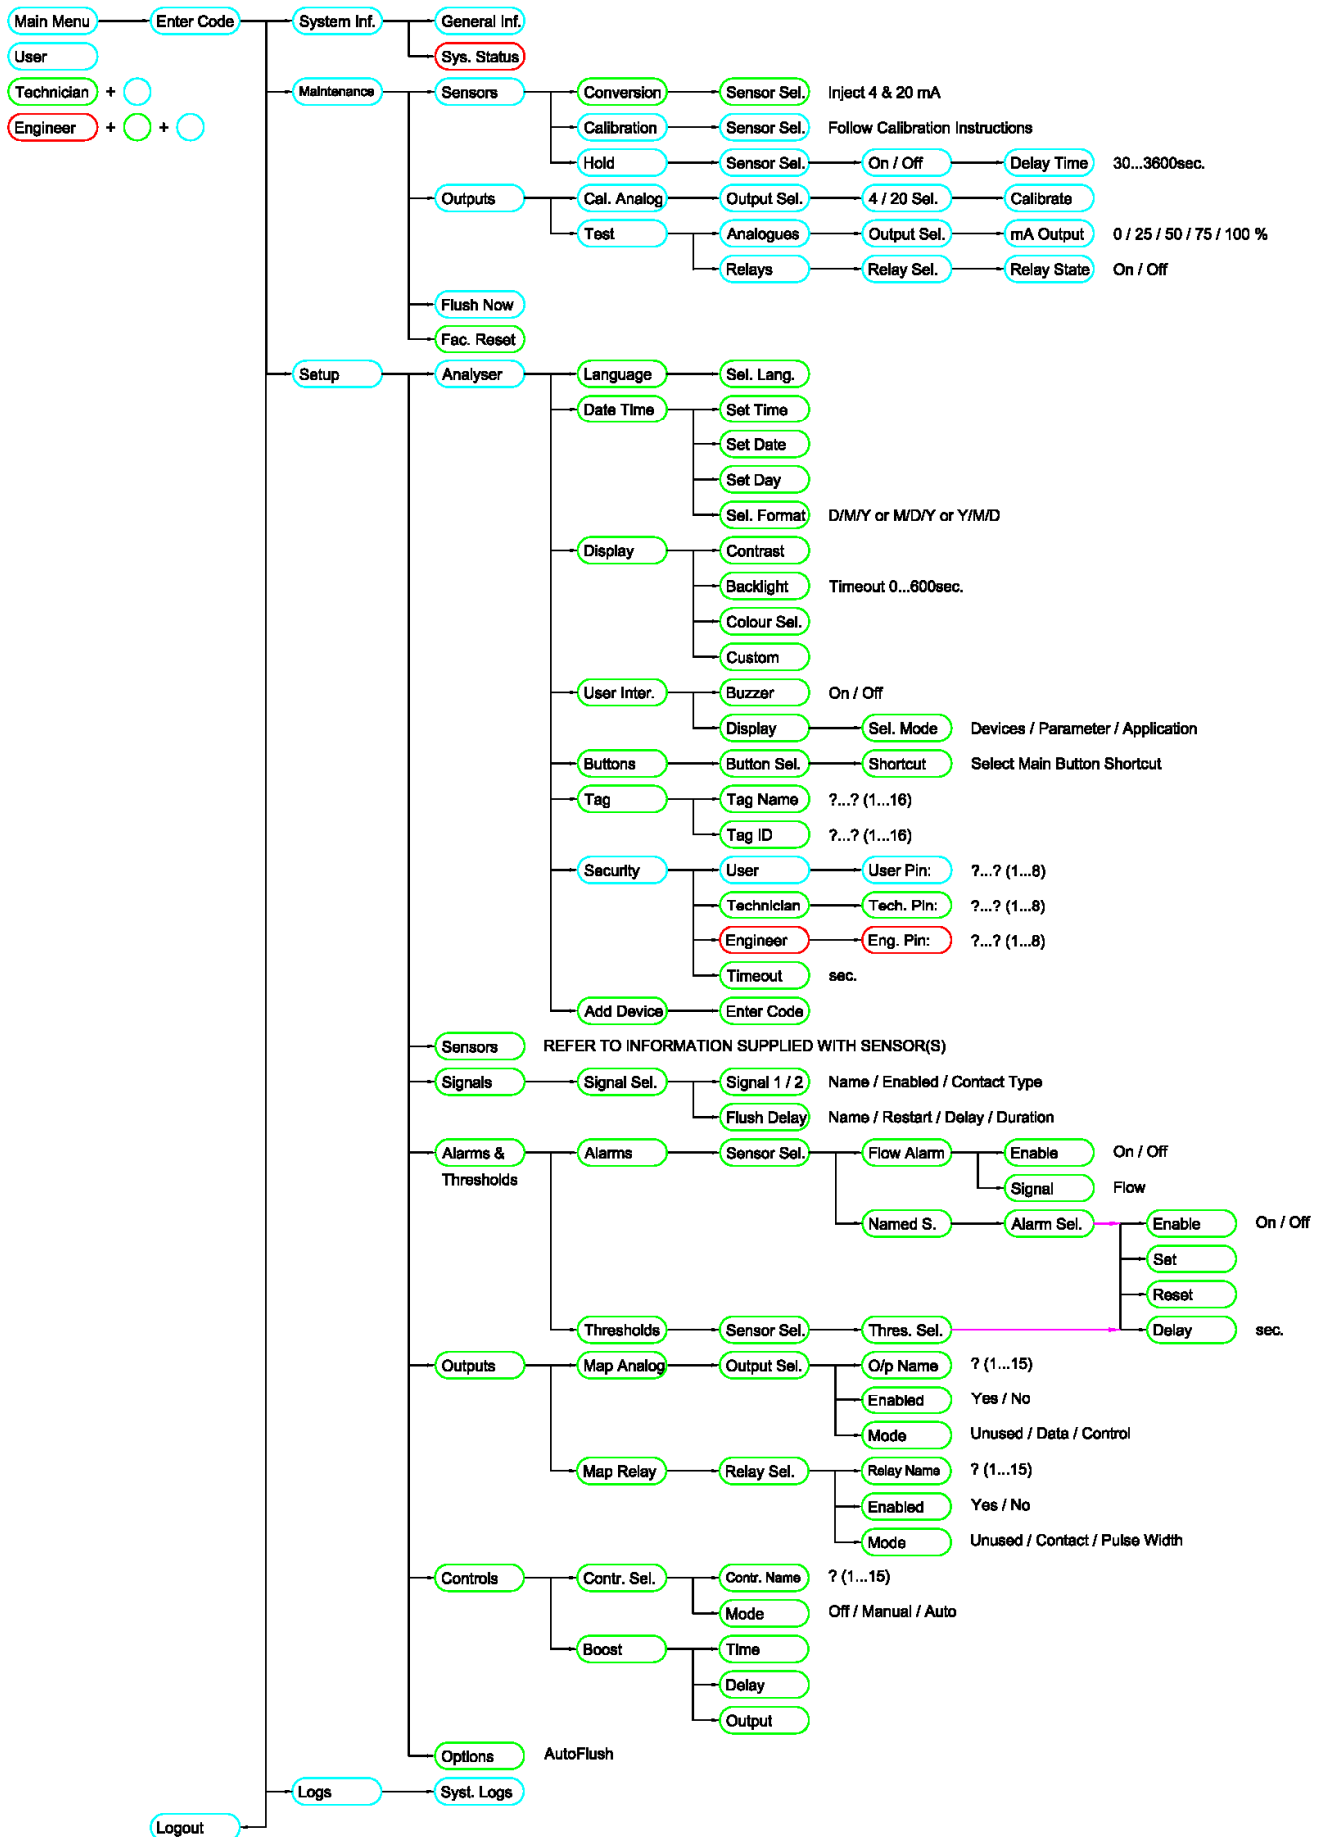 Main Menu Enter Code System Inf. General Inf.
User Sys. Status
Technician + Maintenance Sensors Conversion Sensor Sel. Inject 4 & 20 mA
Engineer + + Calibration Sensor Sel. Follow Calibration Instructions
Hold Sensor Sel. On / Off Delay Time 30...3600sec.
Outputs Cal. Analog Output Sel. 4 / 20 Sel. Calibrate
Test Analogues Output Sel. mA Output 0 / 25 / 50 / 75 / 100 %
Relays Relay Sel. Relay State On / Off
Flush Now
Fac. Reset
Setup Analyser Language Sel. Lang.
Date Time Set Time
Set Date
Set Day
Sel. Format D/M/Y or M/D/Y or Y/M/D
Display Contrast
Backlight Timeout 0...600sec.
Colour Sel.
Custom
User Inter. Buzzer On / Off
Display Sel. Mode Devices / Parameter / Application
Buttons Button Sel. Shortcut Select Main Button Shortcut
Tag Tag Name ?...? (1...16)
Tag ID ?...? (1...16)
Security User User Pin: ?...? (1...8)
Technician Tech. Pin: ?...? (1...8)
Engineer Eng. Pin: ?...? (1...8)
Timeout sec.
Add Device Enter Code
Sensors REFER TO INFORMATION SUPPLIED WITH SENSOR(S)
Signals Signal Sel. Signal 1 / 2 Name / Enabled / Contact Type
Flush Delay Name / Restart / Delay / Duration
Alarms & Alarms Sensor Sel. Flow Alarm Enable On / Off
Thresholds Signal Flow
Named S. Alarm Sel. Enable On / Off
Set
Reset
Thresholds Sensor Sel. Thres. Sel. Delay sec.
Outputs Map Analog Output Sel. O/p Name ? (1...15)
Enabled Yes / No
Mode Unused / Data / Control
Map Relay Relay Sel. Relay Name ? (1...15)
Enabled Yes / No
Mode Unused / Contact / Pulse Width
Controls Contr. Sel. Contr. Name ? (1...15)
Mode Off / Manual / Auto
Boost Time
Delay
Output
Options AutoFlush
Logs Syst. Logs
Logout